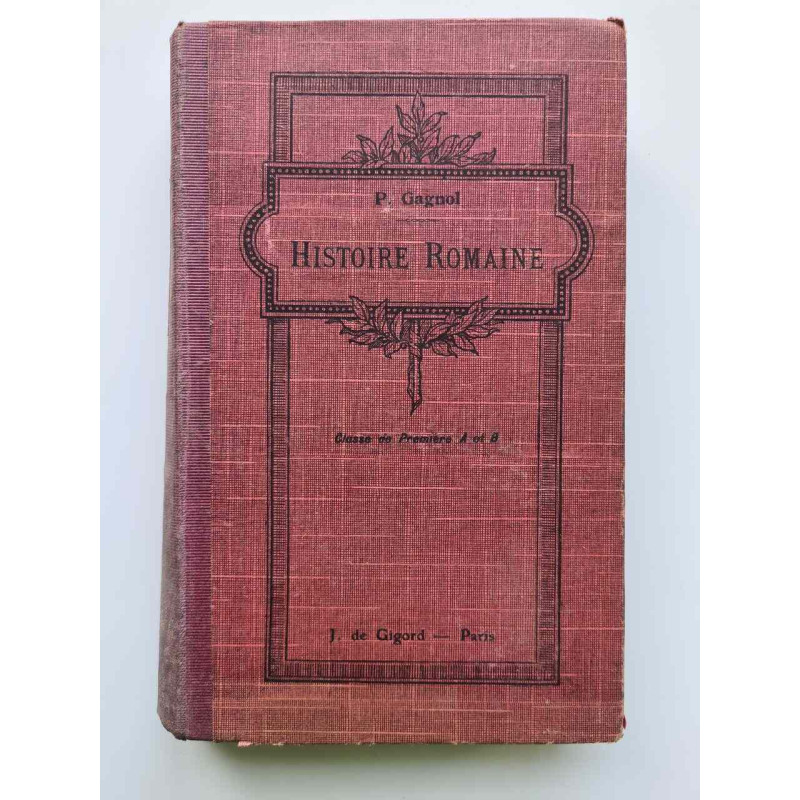 P. Gagnol
HISTOIRE ROMAINE
Classe de Première A et B
J. de Gigord — Paris